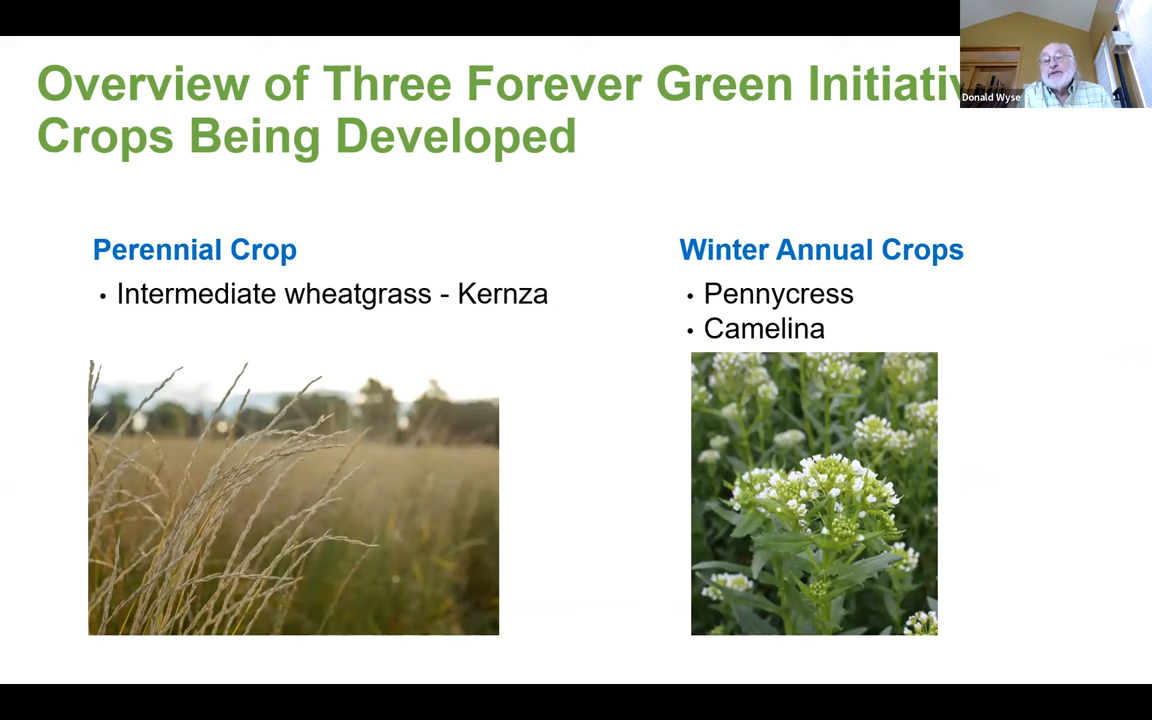 Overview of Three Forever Green Initiativ
Crops Being Developed
Donald Wyse
Perennial Crop
• Intermediate wheatgrass - Kernza
Winter Annual Crops
• Pennycress
• Camelina